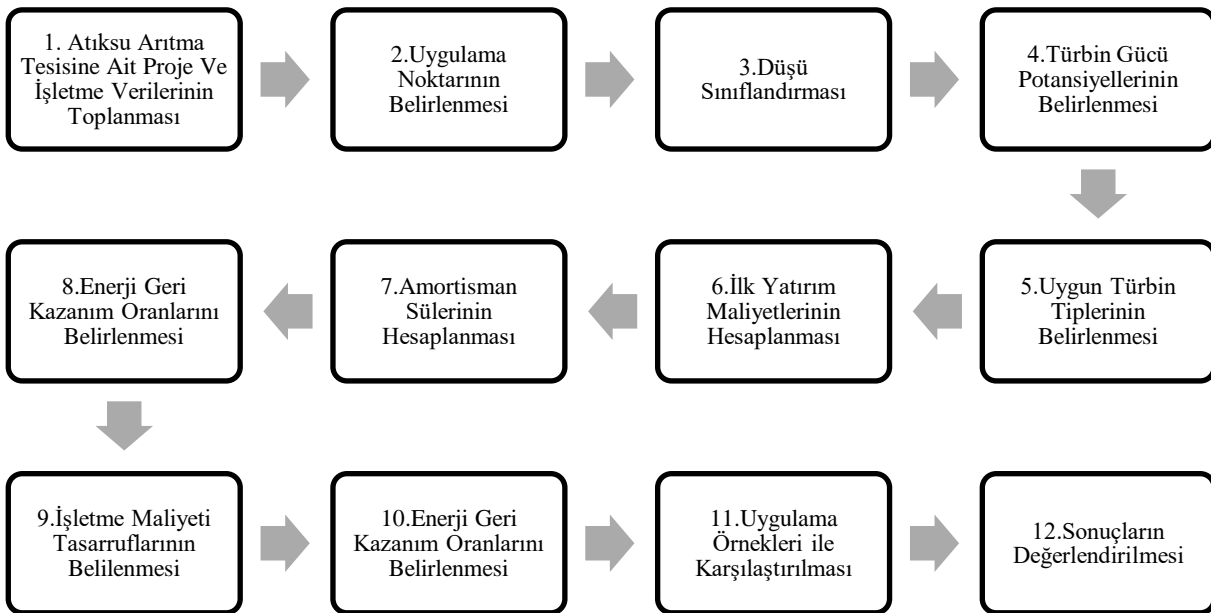 1. Atıksu Arıtma
Tesisine Ait Proje Ve
İşletme Verilerinin
Toplanması
2.Uygulama
Noktarının
Belirlenmesi
3.Düşü
Sınıflandırması
4.Türbin Gücü
Potansiyellerinin
Belirlenmesi
5.Uygun Türbin
Tiplerinin
Belirlenmesi
6.İlk Yatırım
Maliyetlerinin
Hesaplanması
7.Amortisman
Sülerinin
Hesaplanması
8.Enerji Geri
Kazanım Oranlarını
Belirlenmesi
9.İşletme Maliyeti
Tasarruflarının
Belilenmesi
10.Enerji Geri
Kazanım Oranlarını
Belirlenmesi
11.Uygulama
Örnekleri ile
Karşılaştırılması
12.Sonuçların
Değerlendirilmesi